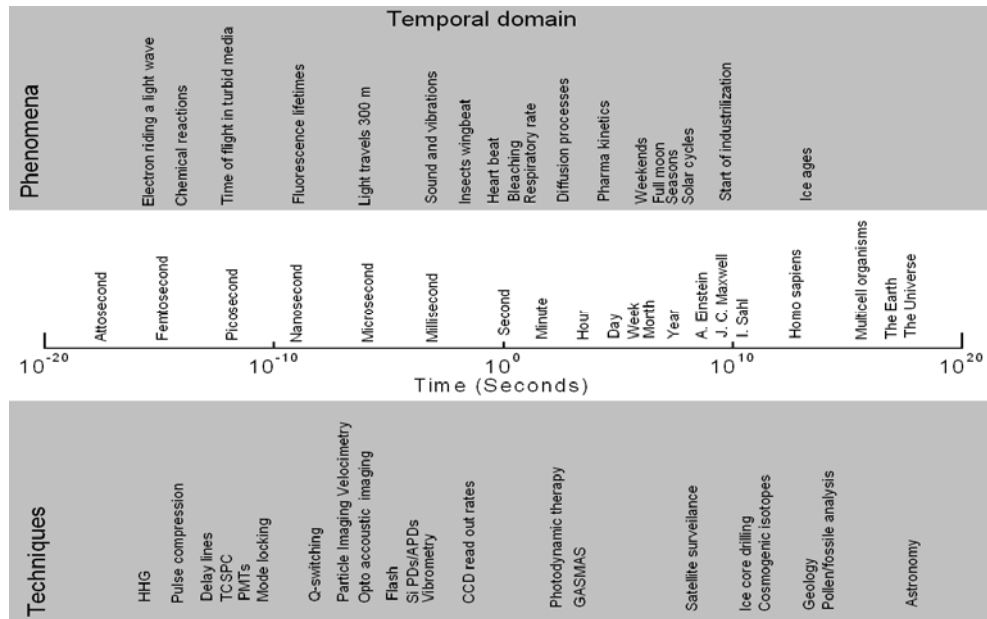 Temporal domain
Phenomena
Electron riding a light wave
Chemical reactions
Time of flight in turbid media
Fluorescence lifetimes
Light travels 300 m
Sound and vibrations
Insects wingbeat
Heart beat
Bleaching
Respiratory rate
Diffusion processes
Pharma kinetics
Weekends
Full moon
Seasons
Solar cycles
Start of industrilization
Ice ages
Attosecond
Femtosecond
Picosecond
Nanosecond
Microsecond
Millisecond
Second
Minute
Hour
Day
Week
Month
Year
A. Einstein
J. C. Maxwell
I. Sahl
Homo sapiens
Multicell organisms
The Earth
The Universe
10^-20 10^-10 10^0 10^10 10^20
Time (Seconds)
Techniques
HHG
Pulse compression
Delay lines
TCSPC
PMTs
Mode locking
Q-switching
Particle Imaging Velocimetry
Opto accoustic imaging
Flash
Si PDs/APDs
Vibrometry
CCD read out rates
Photodynamic therapy
GASMAS
Satellite surveilance
Ice core drilling
Cosmogenic isotopes
Geology
Pollen/fossile analysis
Astronomy